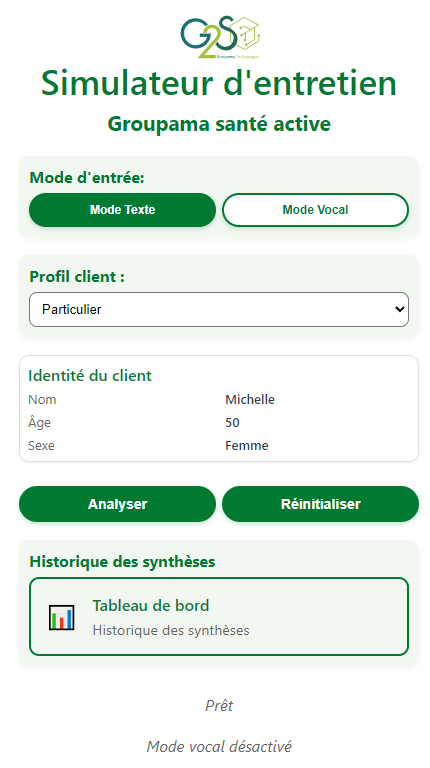 G2S
Groupama Technologies
Simulateur d'entretien
Groupama santé active
Mode d'entrée:
Mode Texte
Mode Vocal
Profil client :
Particulier
Identité du client
Nom
Michelle
Âge
50
Sexe
Femme
Analyser
Réinitialiser
Historique des synthèses
Tableau de bord
Historique des synthèses
Prêt
Mode vocal désactivé